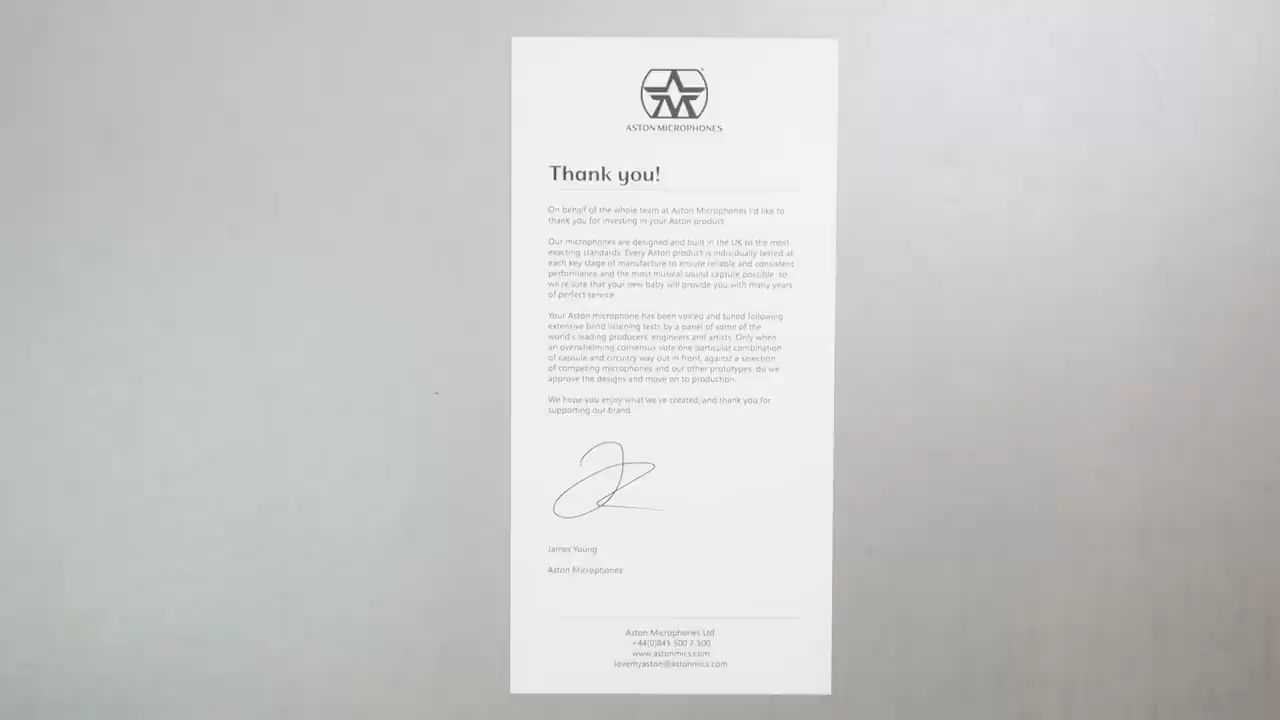 ASTON MICROPHONES
Thank you!
On behalf of the whole team at Aston Microphones I'd like to
thank you for investing in your Aston product.
Our microphones are designed and built in the UK to the most
exacting standards. Every Aston product is individually tested at
each key stage of manufacture to ensure reliable and consistent
performance and the most musical sound capture possible, so
we're sure that your new baby will provide you with many years
of perfect service.
Your Aston microphone has been voiced and tuned following
extensive blind listening tests by a panel of some of the
world's leading producers, engineers and artists. Only when
an overwhelming consensus vote one particular combination
of capsule and circuitry way out in front, against a selection
of competing microphones and our other prototypes, do we
approve the designs and move on to production.
We hope you enjoy what we've created, and thank you for
supporting our brand.
James Young
Aston Microphones
Aston Microphones Ltd
+44(0)845 500 2 500
www.astonmics.com
lovemyaston@astonmics.com